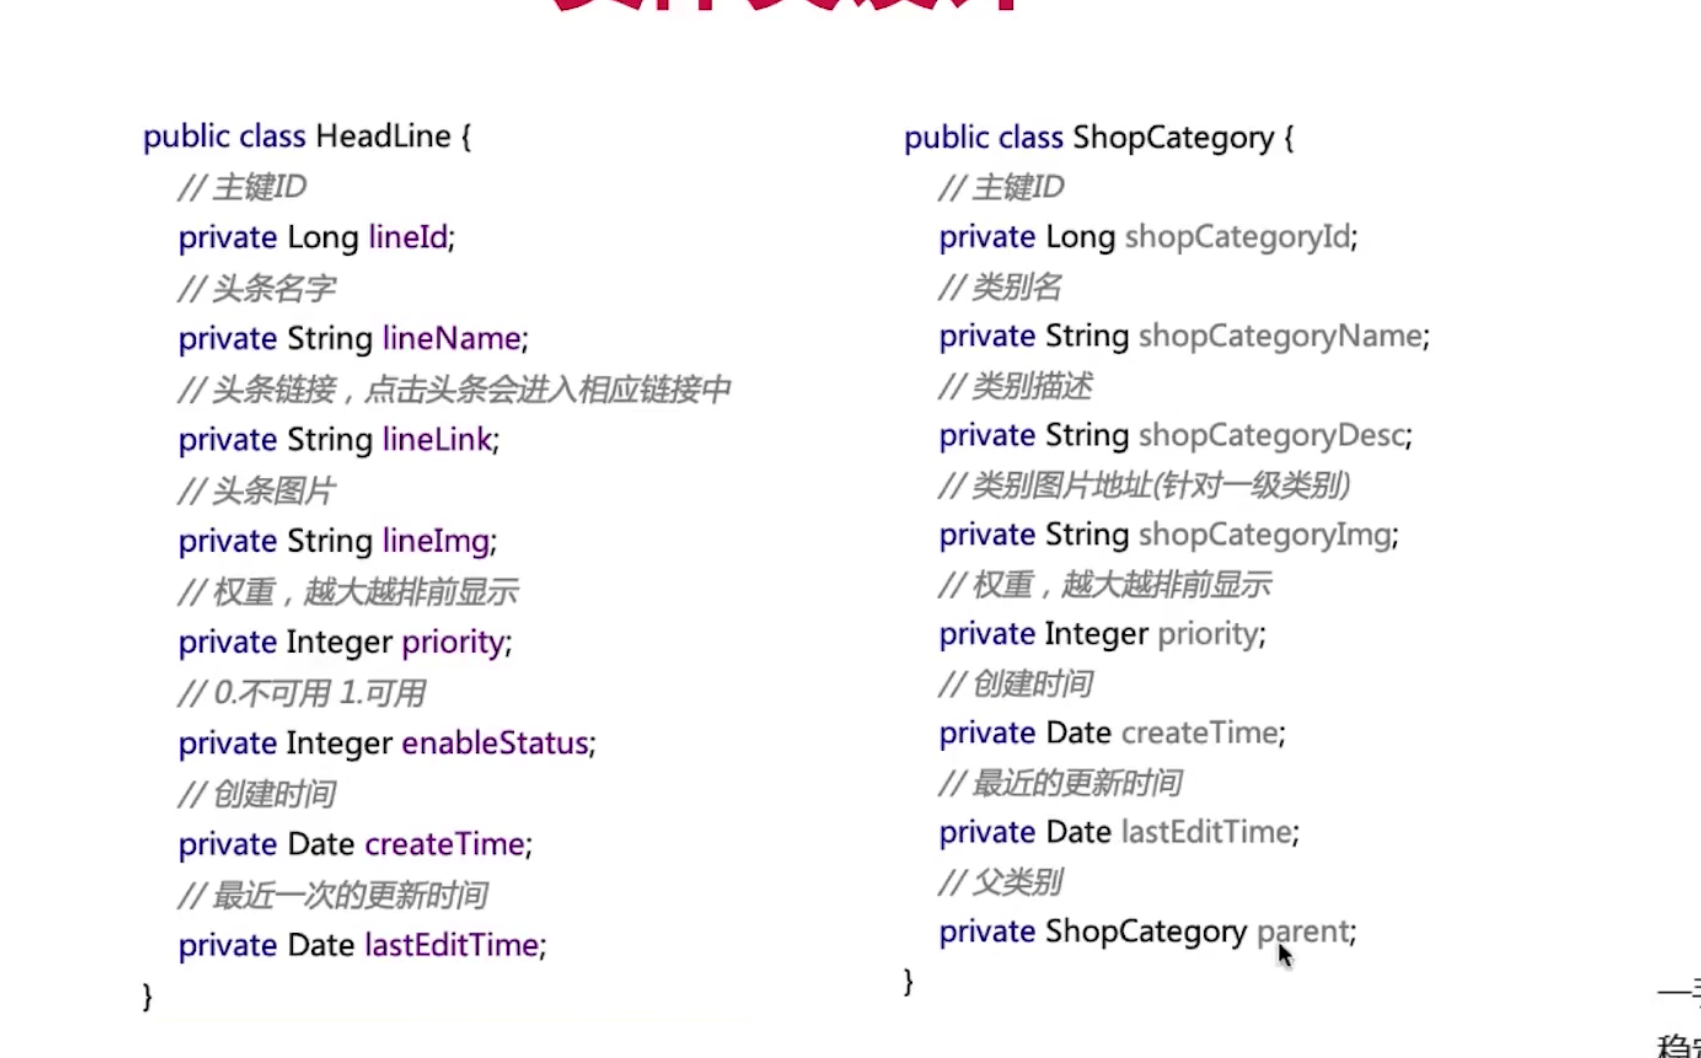 public class HeadLine {
// 主键ID
private Long lineId;
// 头条名字
private String lineName;
// 头条链接，点击头条会进入相应链接中
private String lineLink;
// 头条图片
private String lineImg;
// 权重，越大越排前显示
private Integer priority;
// 0.不可用 1.可用
private Integer enableStatus;
// 创建时间
private Date createTime;
// 最近一次的更新时间
private Date lastEditTime;
}
public class ShopCategory {
// 主键ID
private Long shopCategoryId;
// 类别名
private String shopCategoryName;
// 类别描述
private String shopCategoryDesc;
// 类别图片地址(针对一级类别)
private String shopCategoryImg;
// 权重，越大越排前显示
private Integer priority;
// 创建时间
private Date createTime;
// 最近的更新时间
private Date lastEditTime;
// 父类别
private ShopCategory parent;
}